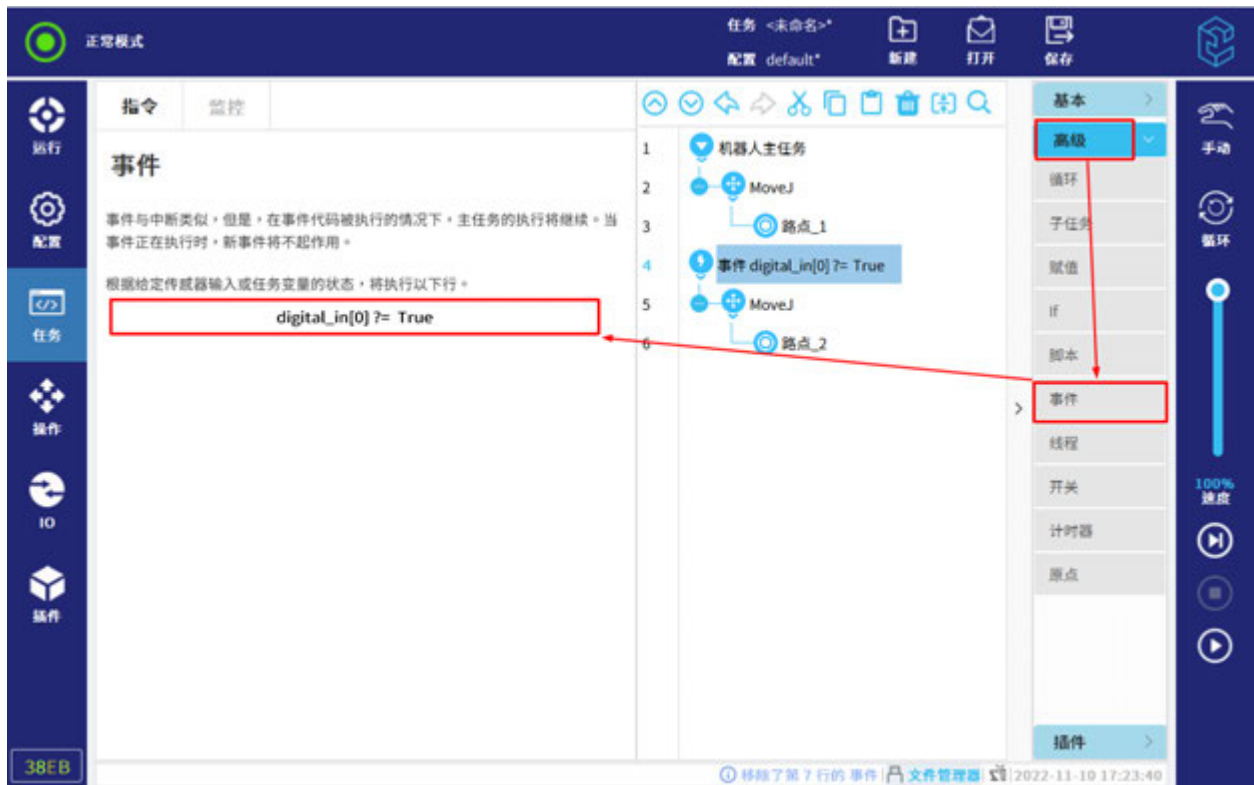 正常模式
任务 <未命名>*
配置 default*
新建
打开
保存
运行
配置
任务
操作
IO
插件
38EB
指令
监控
事件
事件与中断类似，但是，在事件代码被执行的情况下，主任务的执行将继续。当
事件正在执行时，新事件将不起作用。
根据给定传感器输入或任务变量的状态，将执行以下行。
digital_in[0] ?= True
1 机器人主任务
2 MoveJ
3 路点_1
4 事件 digital_in[0] ?= True
5 MoveJ
6 路点_2
基本
高级
循环
子任务
赋值
if
脚本
事件
线程
开关
计时器
原点
插件
手动
循环
100%
速度
移除了第 7 行的 事件
文件管理器
2022-11-10 17:23:40